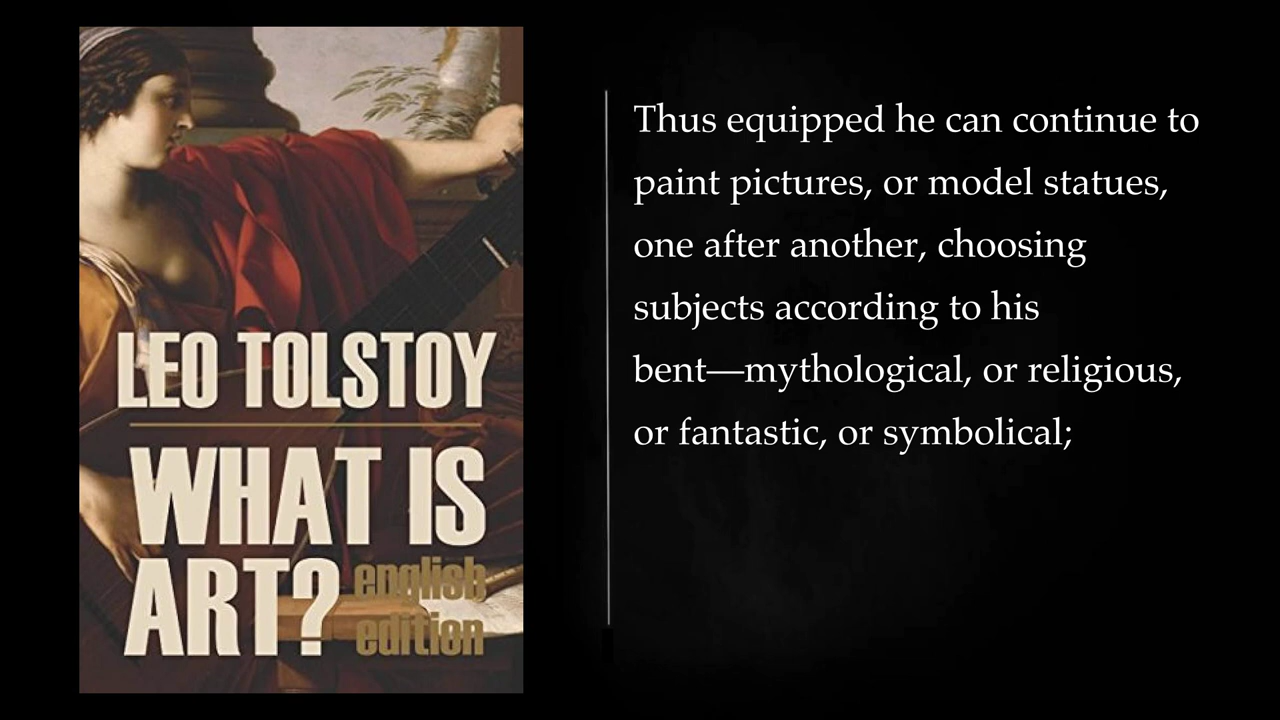 LEO TOLSTOY
WHAT IS
ART?
english
edition
Thus equipped he can continue to
paint pictures, or model statues,
one after another, choosing
subjects according to his
bent—mythological, or religious,
or fantastic, or symbolical;